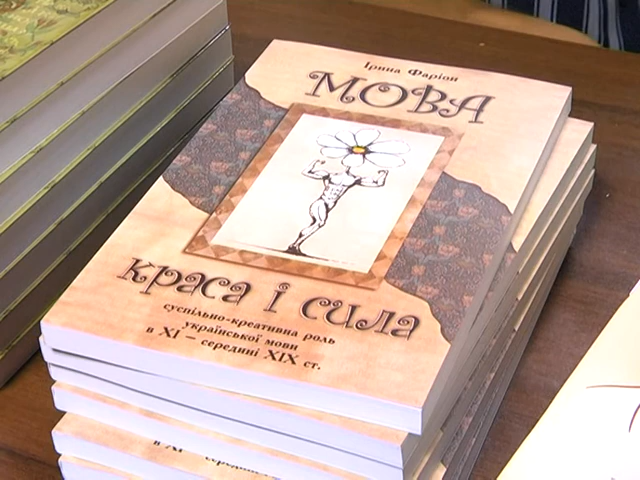 Ірина Фаріон
МОВА
краса і сила
суспільно-креативна роль
української мови
в XI – середині XIX ст.